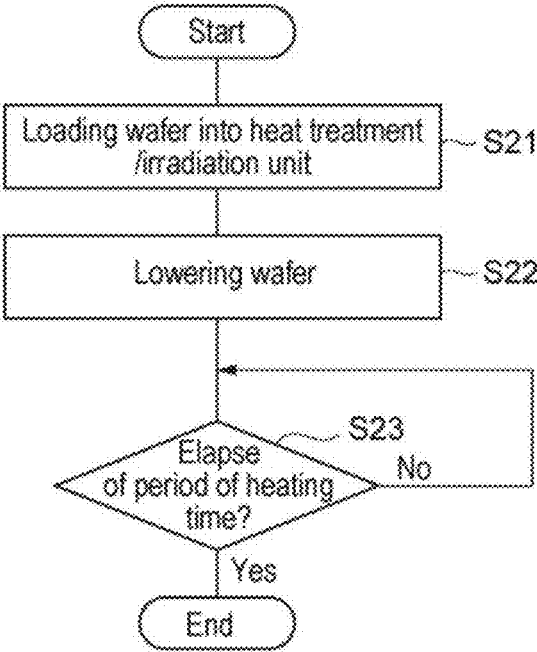 Start
Loading wafer into heat treatment
/irradiation unit
S21
Lowering wafer
S22
S23
Elapse
of period of heating
time?
No
Yes
End